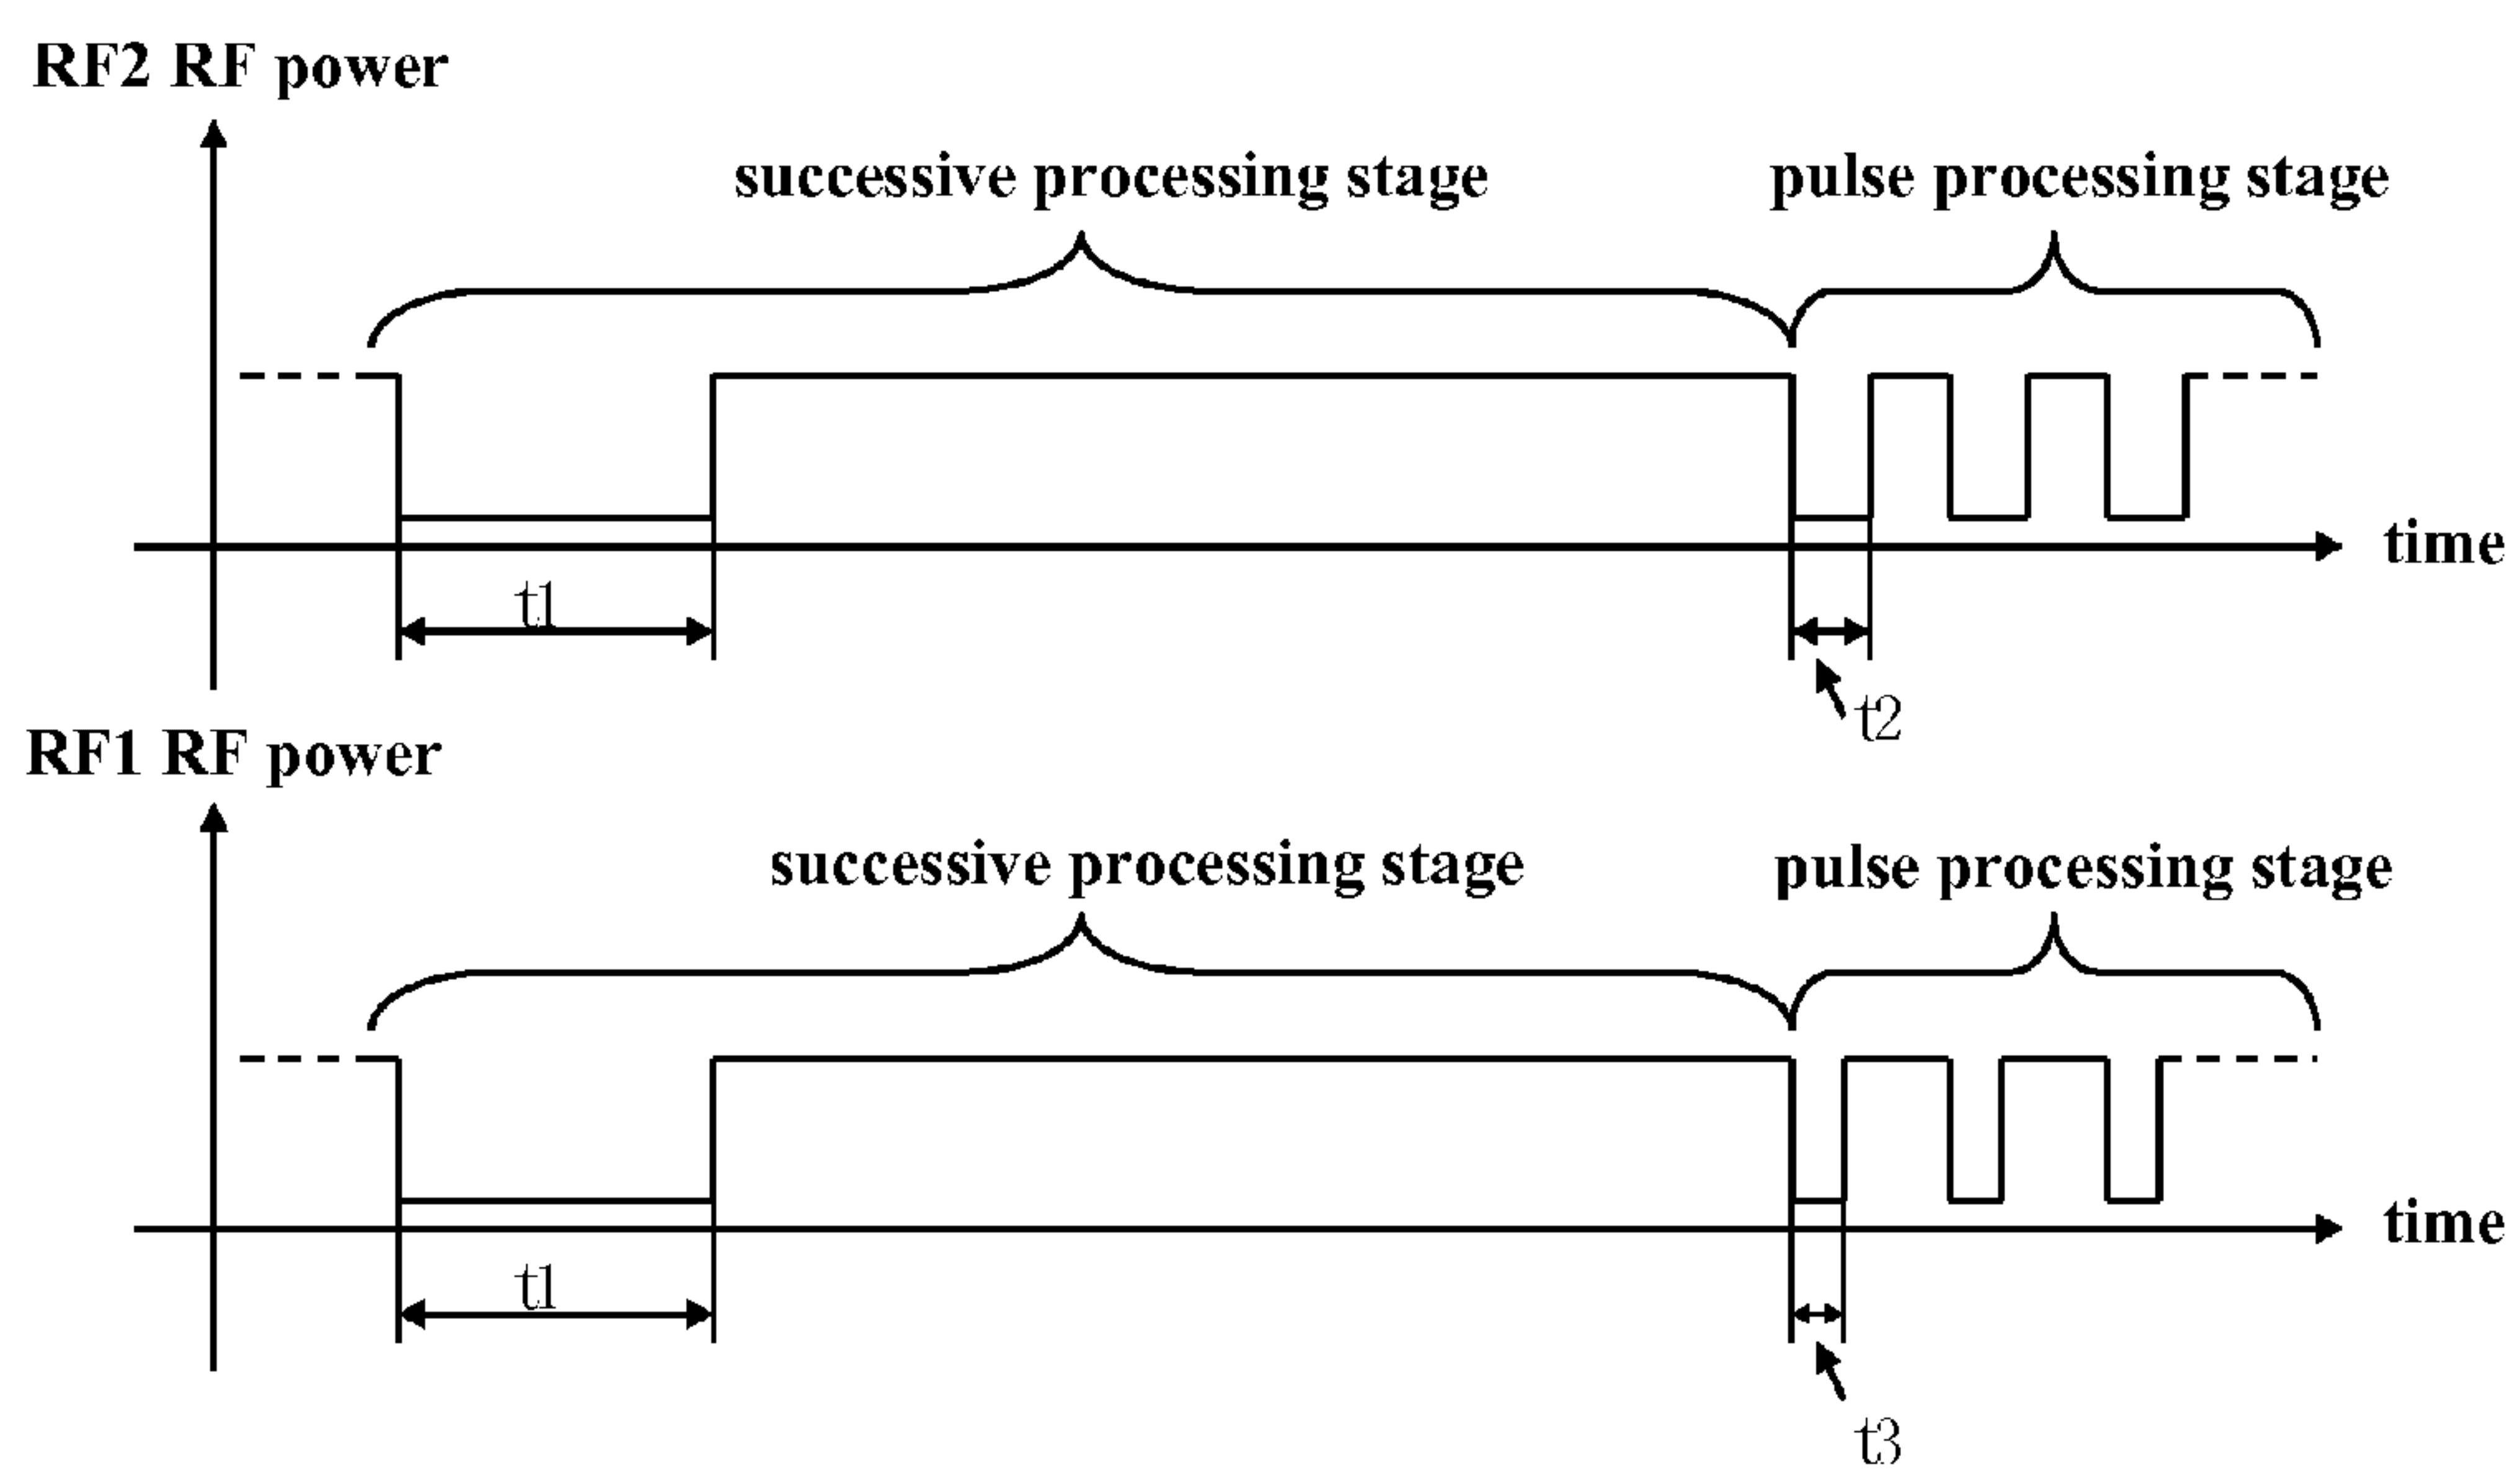 RF2 RF power
successive processing stage
pulse processing stage
time
t1
t2
RF1 RF power
successive processing stage
pulse processing stage
time
t1
t3